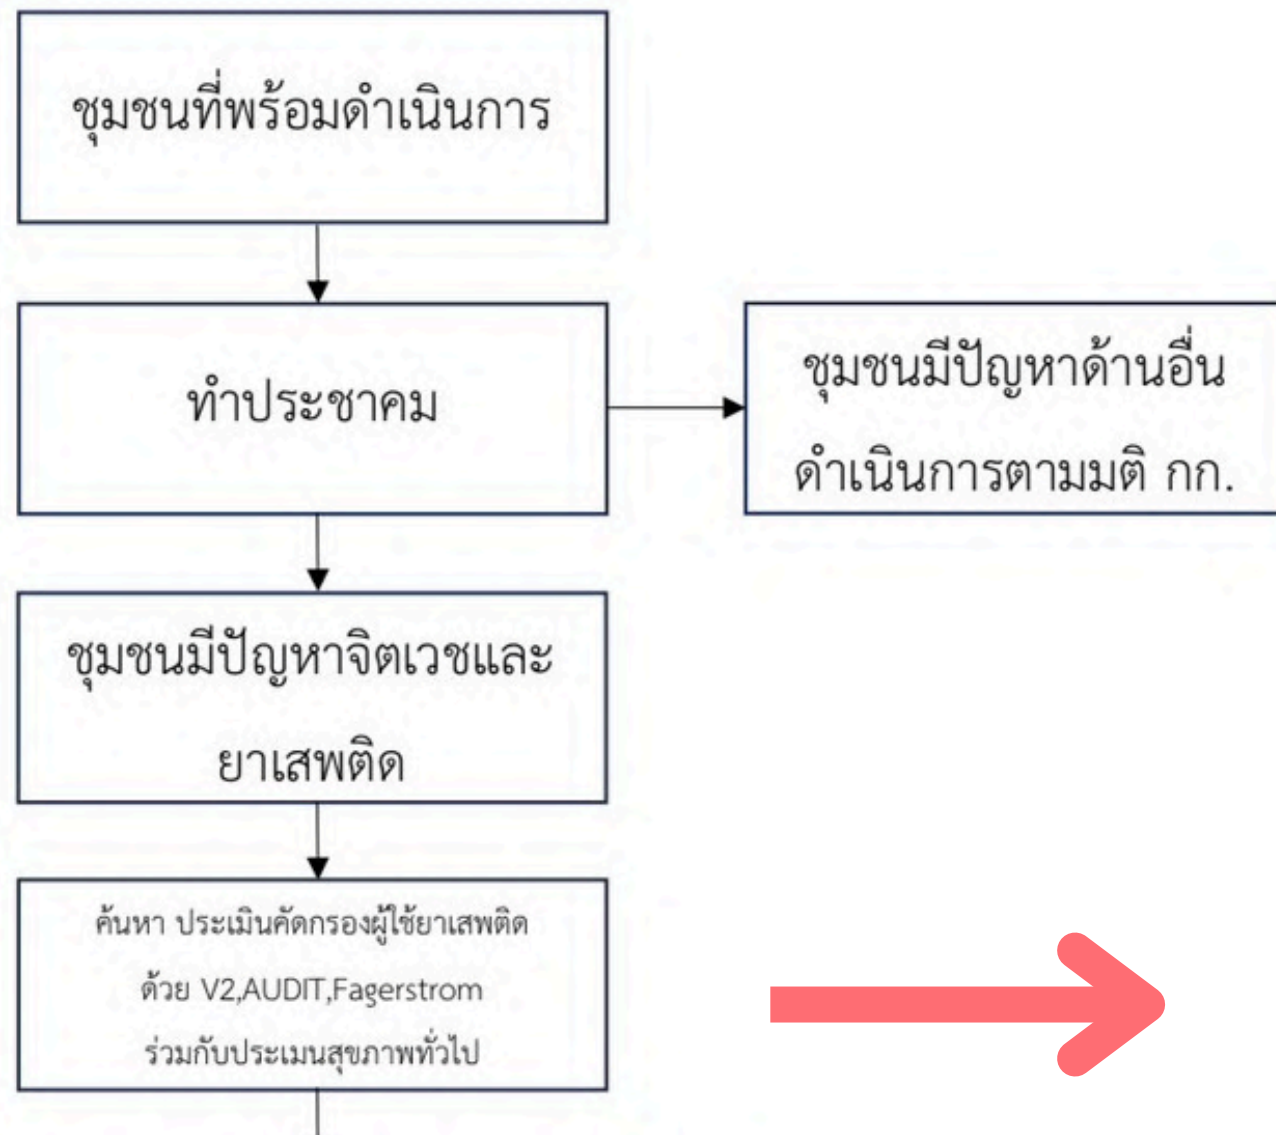 ชุมชนที่พร้อมดำเนินการ
ทำประชาคม
ชุมชนมีปัญหาด้านอื่น
ดำเนินการตามมติ กก.
ชุมชนมีปัญหาจิตเวชและ
ยาเสพติด
ค้นหา ประเมินคัดกรองผู้ใช้ยาเสพติด
ด้วย V2,AUDIT,Fagerstrom
ร่วมกับประเมนสุขภาพทั่วไป